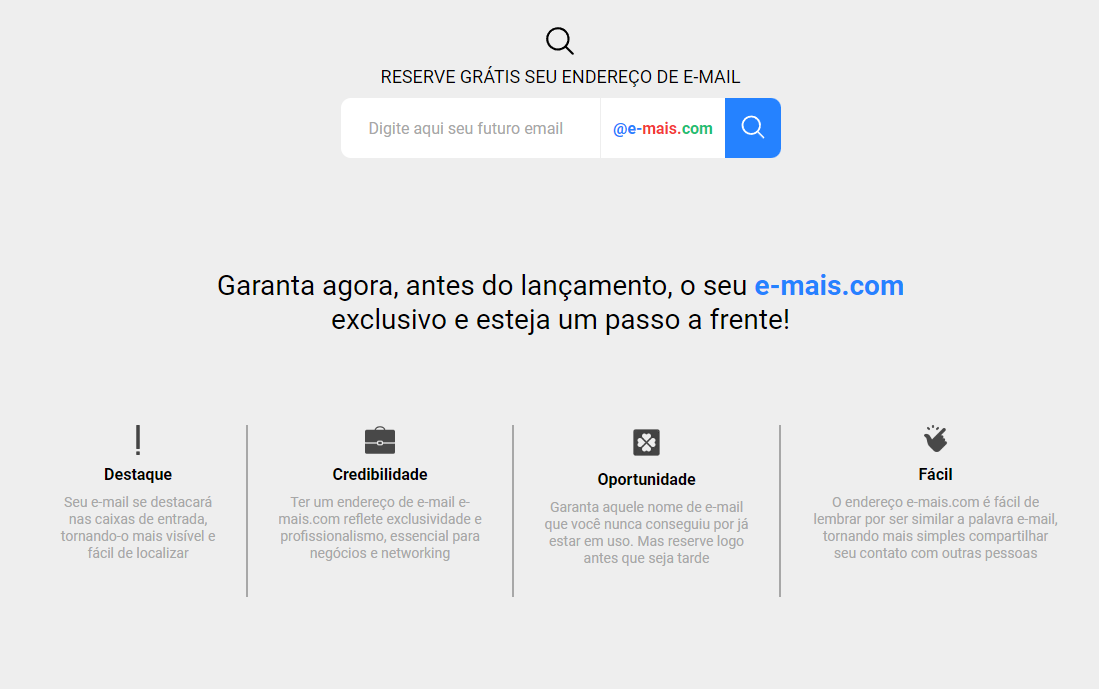 RESERVE GRÁTIS SEU ENDEREÇO DE E-MAIL
Digite aqui seu futuro email
@e-mais.com
Garanta agora, antes do lançamento, o seu e-mais.com
exclusivo e esteja um passo a frente!
Destaque
Seu e-mail se destacará
nas caixas de entrada,
tornando-o mais visível e
fácil de localizar
Credibilidade
Ter um endereço de e-mail e-
mais.com reflete exclusividade e
profissionalismo, essencial para
negócios e networking
Oportunidade
Garanta aquele nome de e-mail
que você nunca conseguiu por já
estar em uso. Mas reserve logo
antes que seja tarde
Fácil
O endereço e-mais.com é fácil de
lembrar por ser similar a palavra e-mail,
tornando mais simples compartilhar
seu contato com outras pessoas